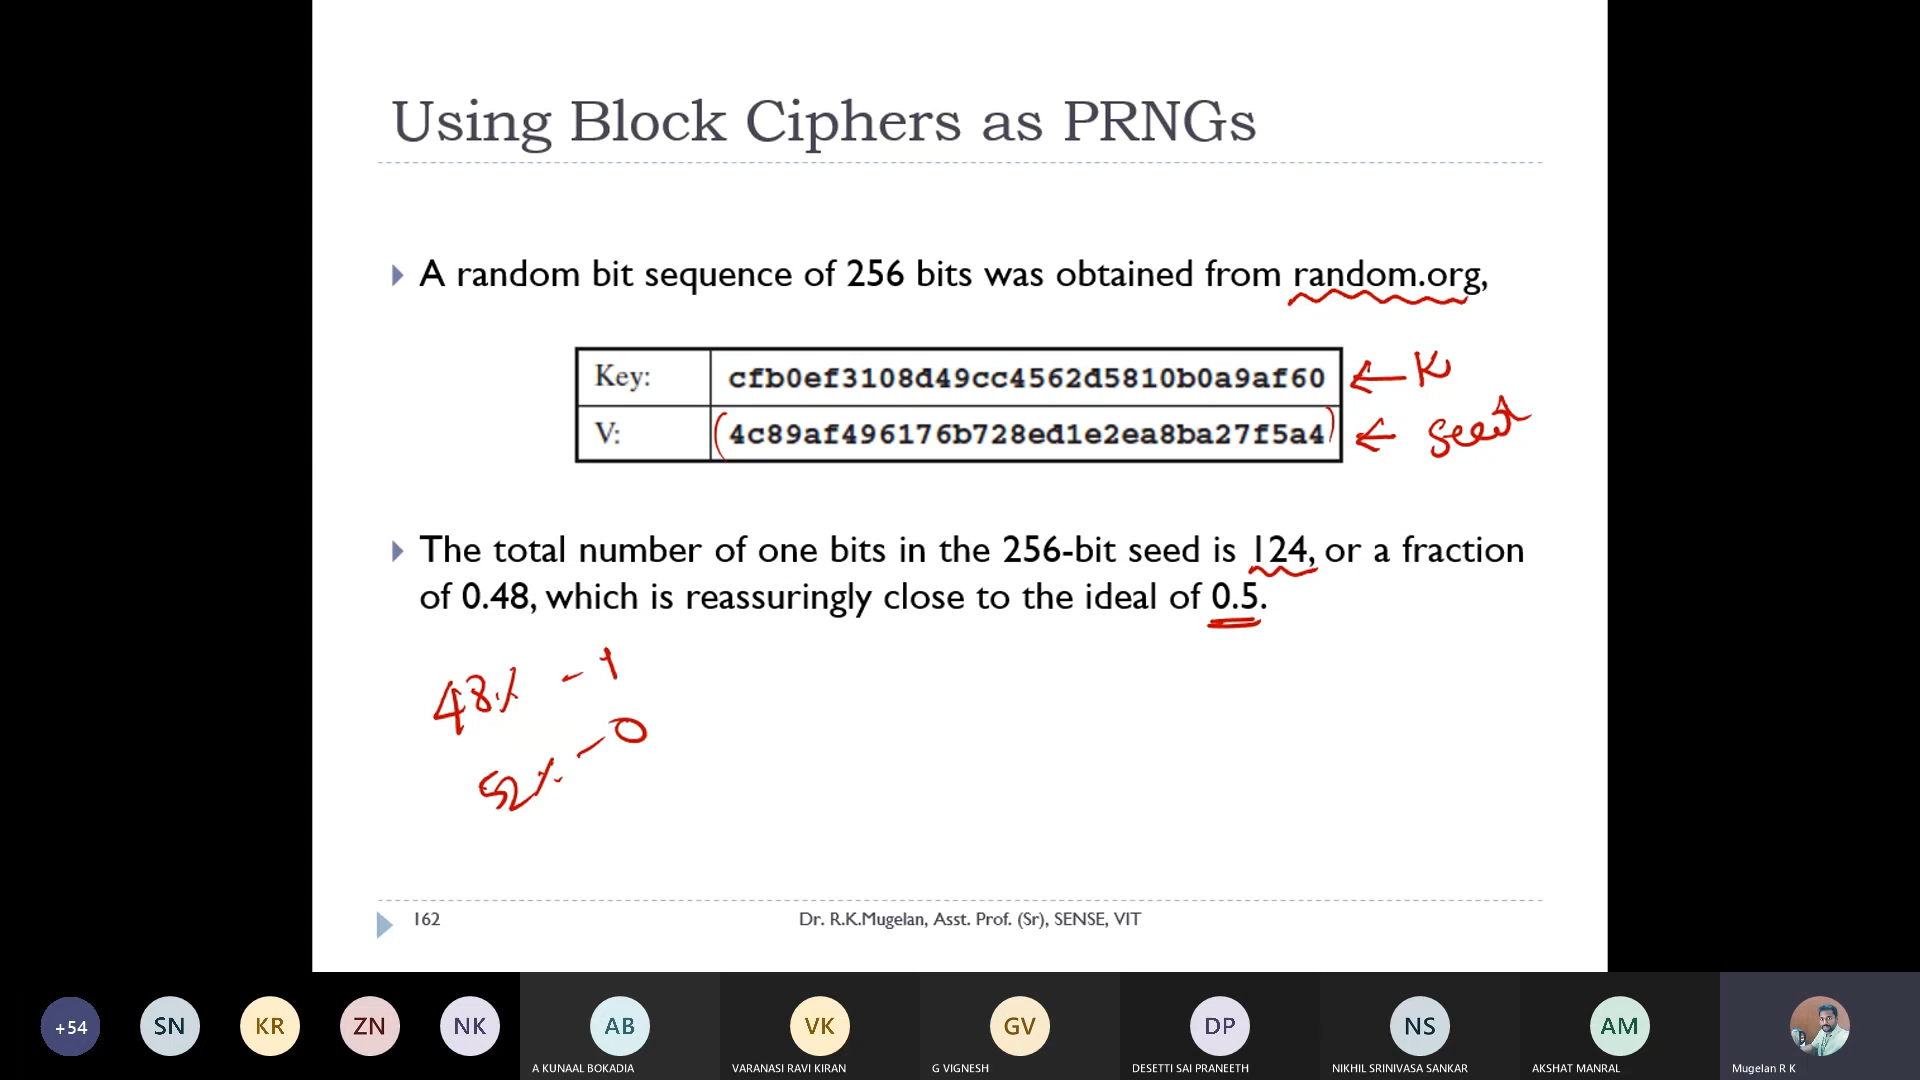 Using Block Ciphers as PRNGs
A random bit sequence of 256 bits was obtained from random.org,
Key: cfb0ef3108d49cc4562d5810b0a9af60 ← K
V: (4c89af496176b728ed1e2ea8ba27f5a4) ← seed
The total number of one bits in the 256-bit seed is 124, or a fraction
of 0.48, which is reassuringly close to the ideal of 0.5.
48% - 1
52% - 0
162 Dr. R.K.Mugelan, Asst. Prof. (Sr), SENSE, VIT
+54 SN KR ZN NK AB VK GV DP NS AM
A KUNAAL BOKADIA VARANASI RAVI KIRAN G VIGNESH DESETTI SAI PRANEETH NIKHIL SRINIVASA SANKAR AKSHAT MANRAL Mugelan R K